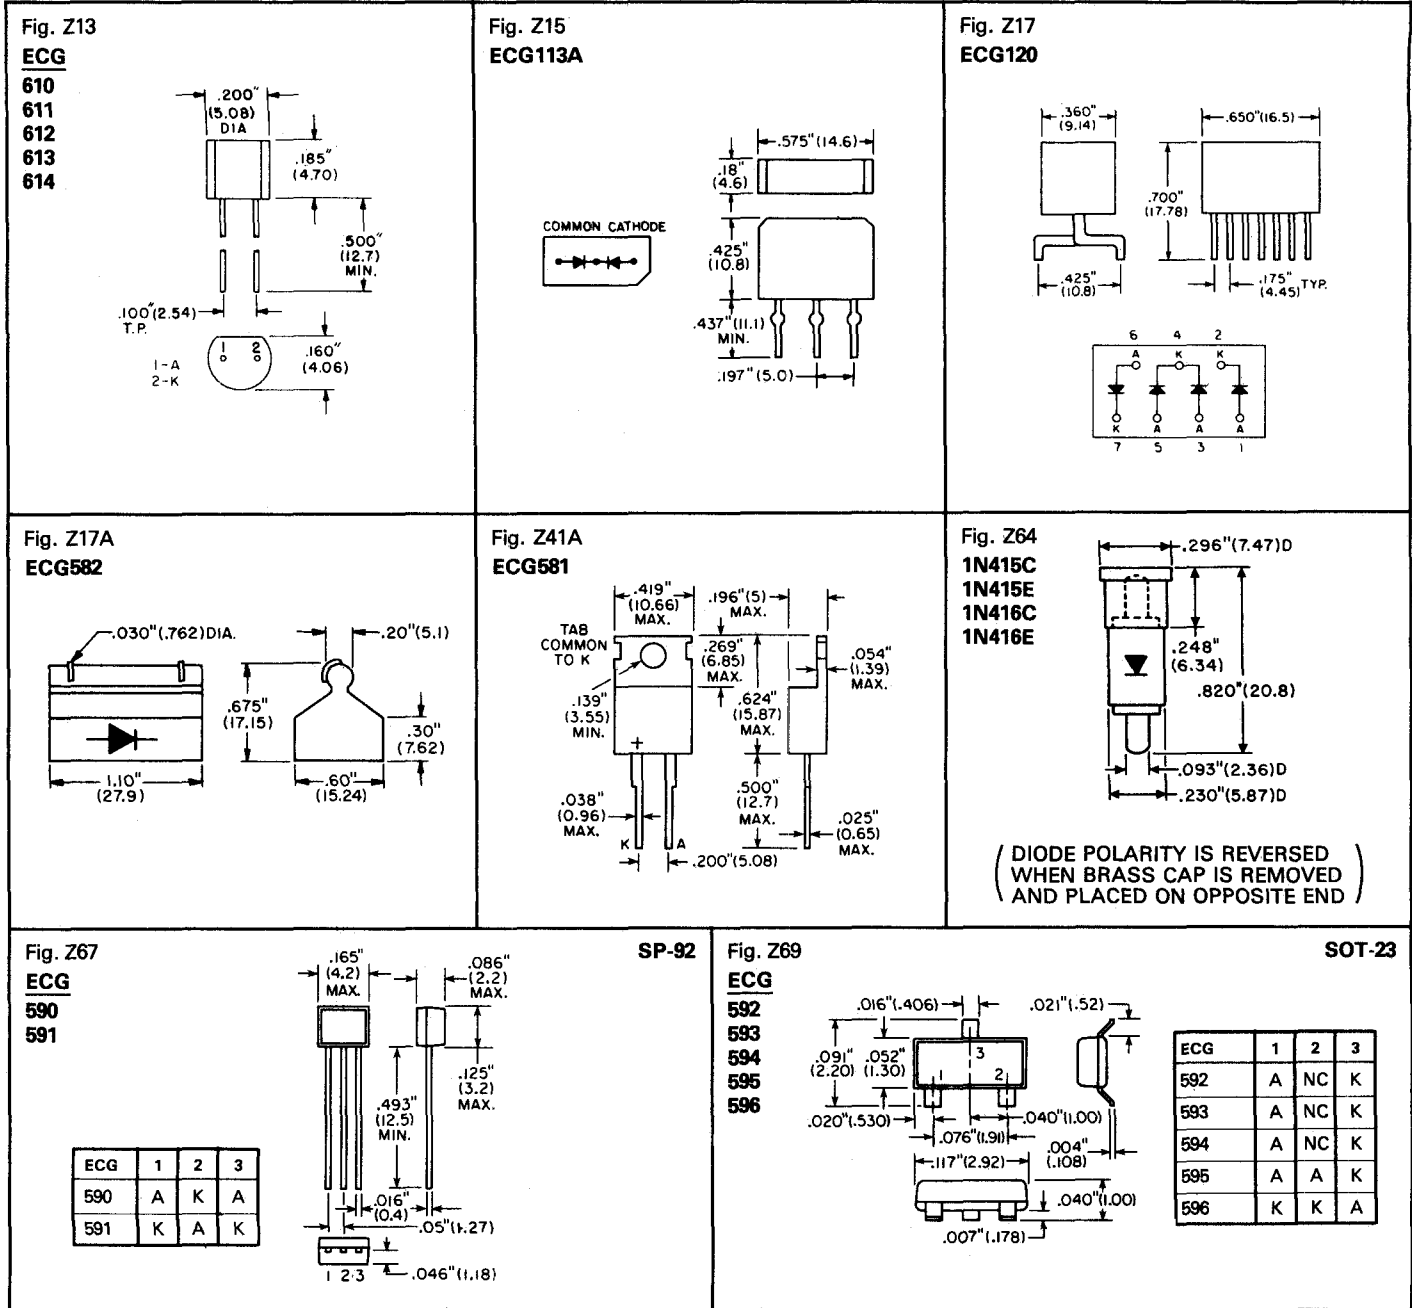 Fig. Z13
ECG
610
611
612
613
614
.200"
(5.08)
DIA
.185"
(4.70)
.500"
(12.7)
MIN.
.100"(2.54)
T.P.
1 2
1-A
2-K
.160"
(4.06)
Fig. Z15
ECG113A
.575"(14.6)
.18"
(4.6)
COMMON CATHODE
.425"
(10.8)
.437"(11.1)
MIN.
.197"(5.0)
Fig. Z17
ECG120
.360"
(9.14)
.650"(16.5)
.700"
(17.78)
.425"
(10.8)
.175"
(4.45) TYP.
6 4 2
A K K
K A A A
7 5 3 1
Fig. Z17A
ECG582
.030"(.762)DIA.
.20"(5.1)
.675"
(17.15)
.30"
(7.62)
1.10"
(27.9)
.60"
(15.24)
Fig. Z41A
ECG581
.419"
(10.66)
MAX.
.196"(5)
MAX.
TAB
COMMON
TO K
.269"
(6.85)
MAX.
.054"
(1.39)
MAX.
.139"
(3.55)
MIN.
.624"
(15.87)
MAX.
+
.038"
(0.96)
MAX.
.500"
(12.7)
MAX.
.025"
(0.65)
MAX.
K A
.200"(5.08)
Fig. Z64
1N415C
1N415E
1N416C
1N416E
.296"(7.47)D
.248"
(6.34)
.820"(20.8)
.093"(2.36)D
.230"(5.87)D
(DIODE POLARITY IS REVERSED
WHEN BRASS CAP IS REMOVED
AND PLACED ON OPPOSITE END)
Fig. Z67
SP-92
ECG
590
591
.165"
(4.2)
MAX.
.086"
(2.2)
MAX.
.125"
(3.2)
MAX.
.493"
(12.5)
MIN.
.016"
(0.4)
.05"(1.27)
1 2 3
.046"(1.18)
ECG 1 2 3
590 A K A
591 K A K
Fig. Z69
SOT-23
ECG
592
593
594
595
596
.016"(.406)
.021"(.52)
.091"
(2.20)
.052"
(1.30)
3
1 2
.020"(.530)
.040"(1.00)
.076"(1.91)
.004"
(.108)
.117"(2.92)
.040"(1.00)
.007"(.178)
ECG 1 2 3
592 A NC K
593 A NC K
594 A NC K
595 A A K
596 K K A